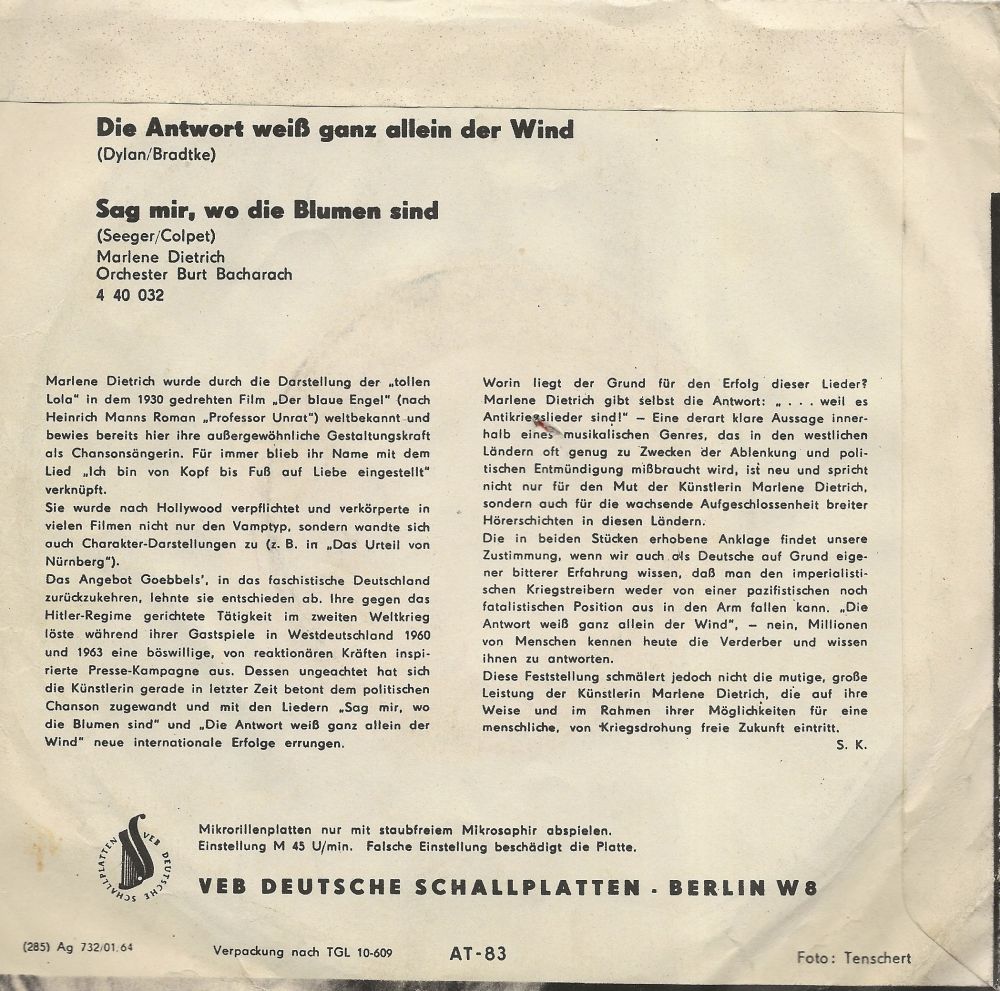 Die Antwort weiß ganz allein der Wind
(Dylan/Bradtke)
Sag mir, wo die Blumen sind
(Seeger/Colpet)
Marlene Dietrich
Orchester Burt Bacharach
4 40 032
Marlene Dietrich wurde durch die Darstellung der „tollen
Lola“ in dem 1930 gedrehten Film „Der blaue Engel“ (nach
Heinrich Manns Roman „Professor Unrat“) weltbekannt und
bewies bereits hier ihre außergewöhnliche Gestaltungskraft
als Chansonsängerin. Für immer blieb ihr Name mit dem
Lied „Ich bin von Kopf bis Fuß auf Liebe eingestellt“
verknüpft.
Sie wurde nach Hollywood verpflichtet und verkörperte in
vielen Filmen nicht nur den Vamptyp, sondern wandte sich
auch Charakter-Darstellungen zu (z. B. in „Das Urteil von
Nürnberg“).
Das Angebot Goebbels’, in das faschistische Deutschland
zurückzukehren, lehnte sie entschieden ab. Ihre gegen das
Hitler-Regime gerichtete Tätigkeit im zweiten Weltkrieg
löste während ihrer Gastspiele in Westdeutschland 1960
und 1963 eine böswillige, von reaktionären Kräften inspi-
rierte Presse-Kampagne aus. Dessen ungeachtet hat sich
die Künstlerin gerade in letzter Zeit betont dem politischen
Chanson zugewandt und mit den Liedern „Sag mir, wo
die Blumen sind“ und „Die Antwort weiß ganz allein der
Wind“ neue internationale Erfolge errungen.
Worin liegt der Grund für den Erfolg dieser Lieder?
Marlene Dietrich gibt selbst die Antwort: „ . . . weil es
Antikriegslieder sind!“ – Eine derart klare Aussage inner-
halb eines musikalischen Genres, das in den westlichen
Ländern oft genug zu Zwecken der Ablenkung und poli-
tischen Entmündigung mißbraucht wird, ist neu und spricht
nicht nur für den Mut der Künstlerin Marlene Dietrich,
sondern auch für die wachsende Aufgeschlossenheit breiter
Hörerschichten in diesen Ländern.
Die in beiden Stücken erhobene Anklage findet unsere
Zustimmung, wenn wir auch als Deutsche auf Grund eige-
ner bitterer Erfahrung wissen, daß man den imperialisti-
schen Kriegstreibern weder von einer pazifistischen noch
fatalistischen Position aus in den Arm fallen kann. „Die
Antwort weiß ganz allein der Wind“, – nein, Millionen
von Menschen kennen heute die Verderber und wissen
ihnen zu antworten.
Diese Feststellung schmälert jedoch nicht die mutige, große
Leistung der Künstlerin Marlene Dietrich, die auf ihre
Weise und im Rahmen ihrer Möglichkeiten für eine
menschliche, von Kriegsdrohung freie Zukunft eintritt.
S. K.
VEB DEUTSCHE SCHALLPLATTEN
Mikrorillenplatten nur mit staubfreiem Mikrosaphir abspielen.
Einstellung M 45 U/min. Falsche Einstellung beschädigt die Platte.
VEB DEUTSCHE SCHALLPLATTEN · BERLIN W 8
(285) Ag 732/01.64
Verpackung nach TGL 10-609
AT-83
Foto: Tenschert